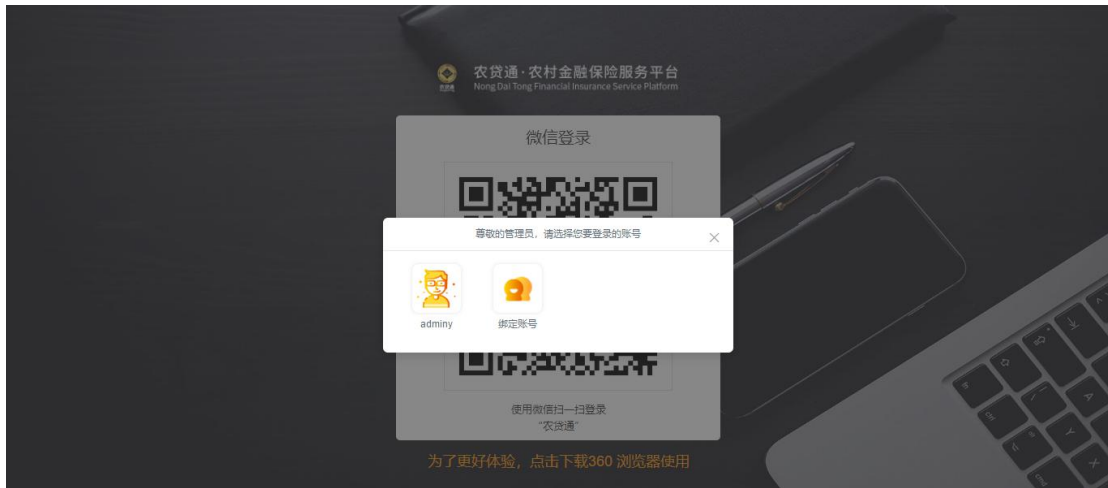 农贷通·农村金融保险服务平台
Nong Dai Tong Financial Insurance Service Platform
农贷通
微信登录
尊敬的管理员，请选择您要登录的账号
adminy
绑定账号
使用微信扫一扫登录
“农贷通”
为了更好体验，点击下载360 浏览器使用